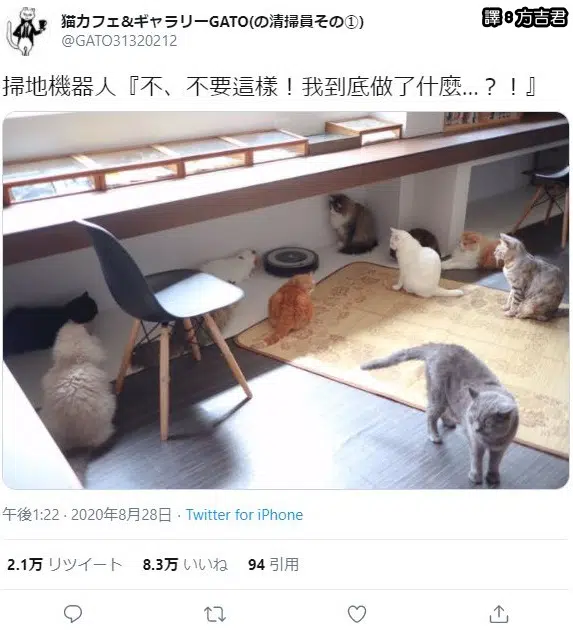 猫カフェ&ギャラリーGATO(の清掃員その①)
譯:方吉君
@GATO31320212
掃地機器人『不、不要這樣！我到底做了什麼...？！』
午後1:22 · 2020年8月28日 · Twitter for iPhone
2.1万 リツイート 8.3万 いいね 94 引用